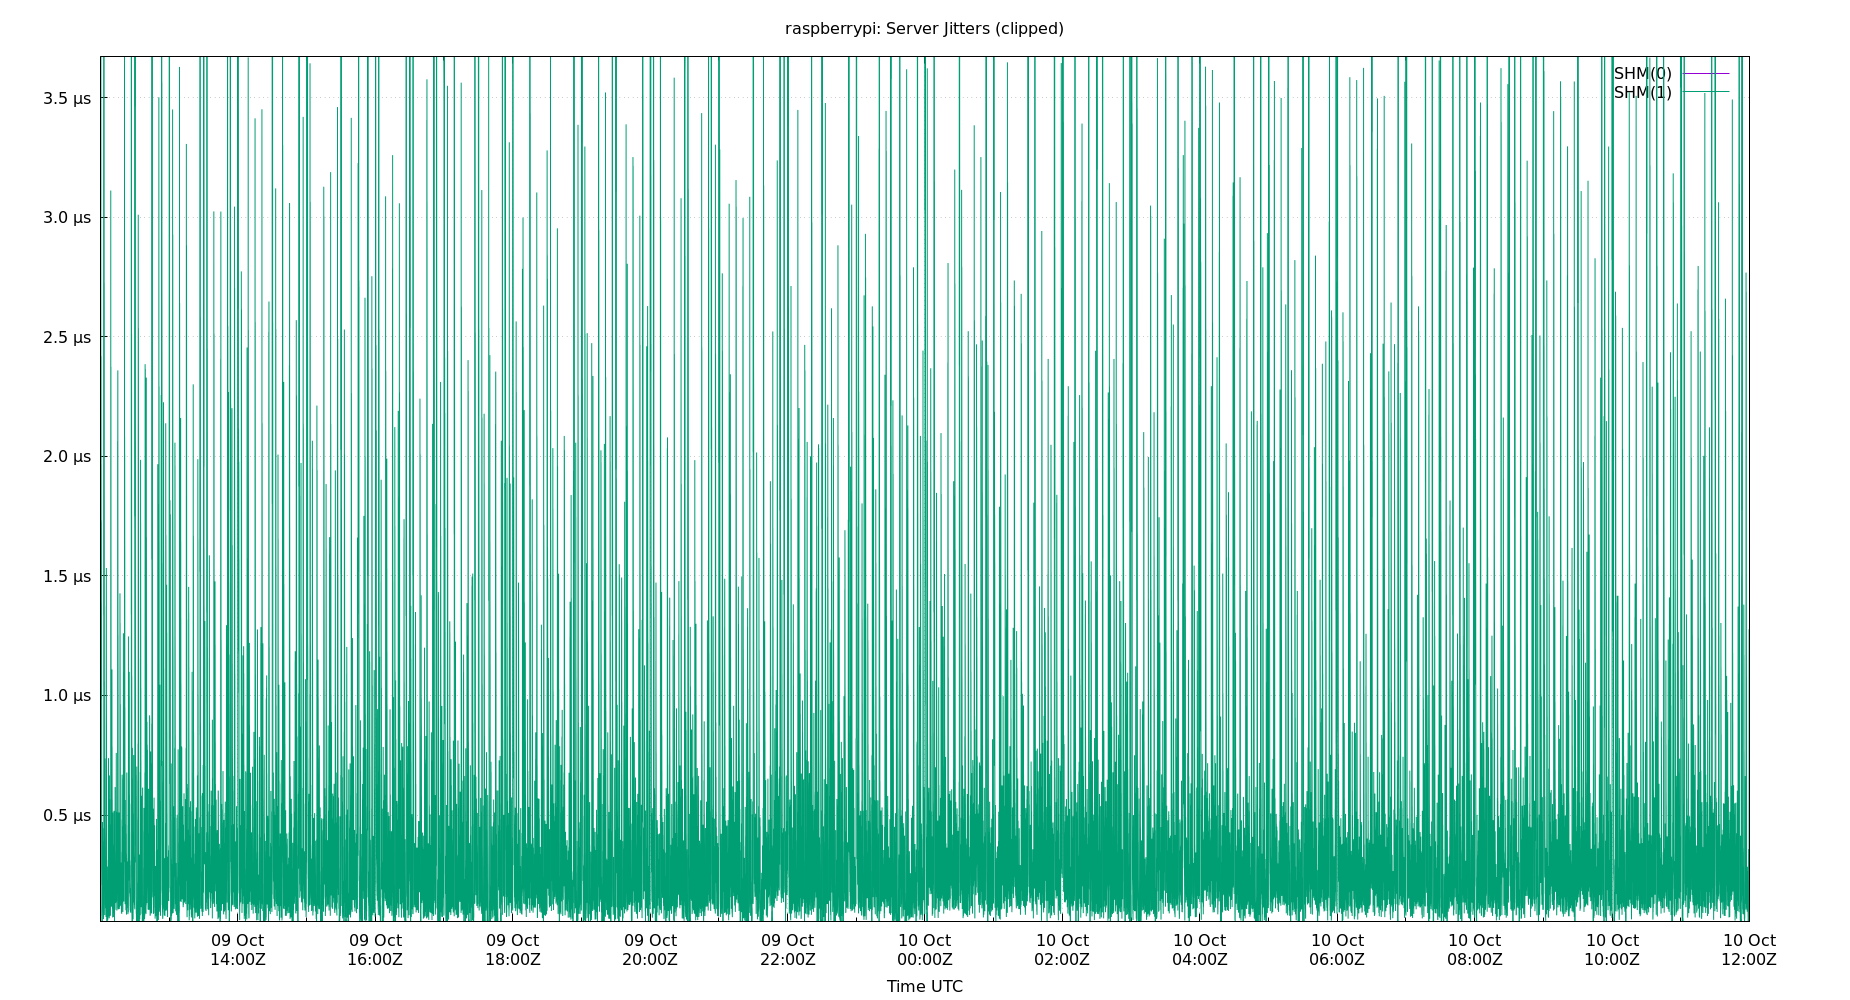 raspberrypi: Server Jitters (clipped)
SHM(0)
SHM(1)
3.5 µs
3.0 µs
2.5 µs
2.0 µs
1.5 µs
1.0 µs
0.5 µs
09 Oct 09 Oct 09 Oct 09 Oct 09 Oct 10 Oct 10 Oct 10 Oct 10 Oct 10 Oct 10 Oct 10 Oct
14:00Z 16:00Z 18:00Z 20:00Z 22:00Z 00:00Z 02:00Z 04:00Z 06:00Z 08:00Z 10:00Z 12:00Z
Time UTC